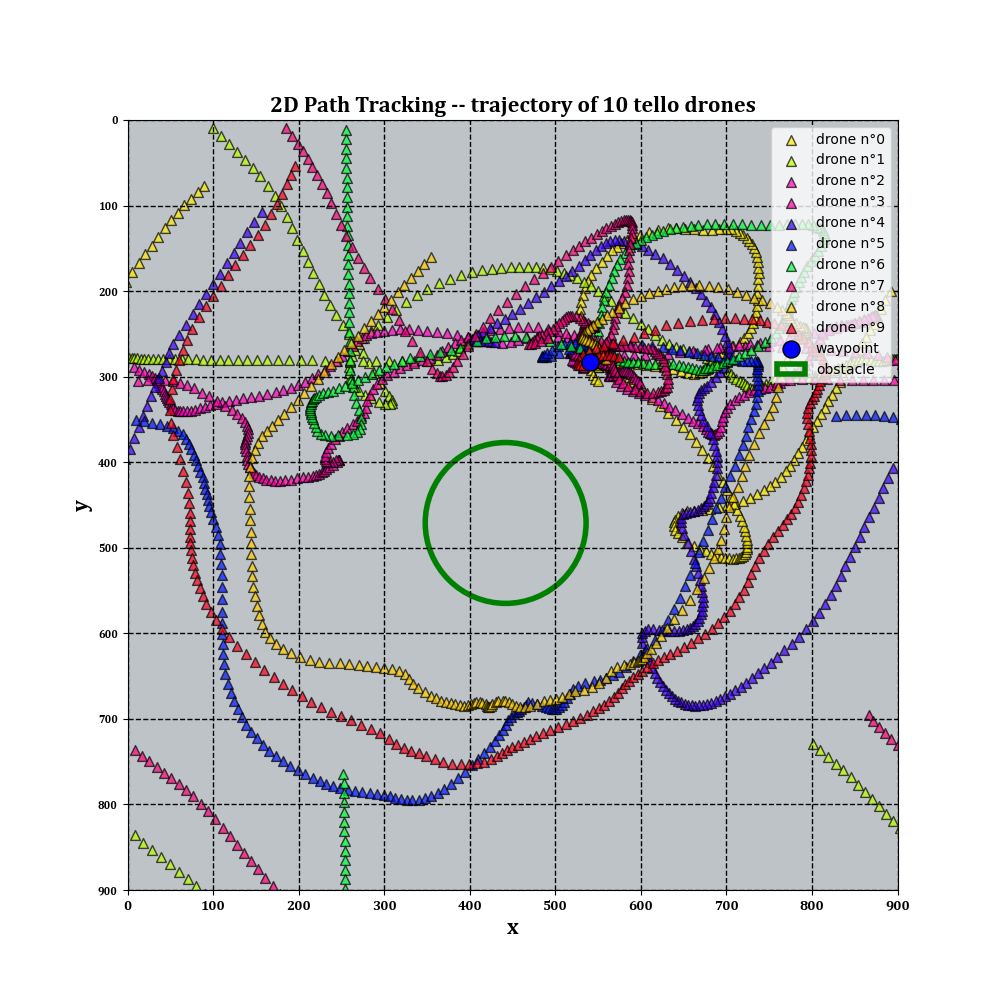 2D Path Tracking -- trajectory of 10 tello drones
0
100
200
300
400
500
600
700
800
900
y
0 100 200 300 400 500 600 700 800 900
x
drone n°0
drone n°1
drone n°2
drone n°3
drone n°4
drone n°5
drone n°6
drone n°7
drone n°8
drone n°9
waypoint
obstacle